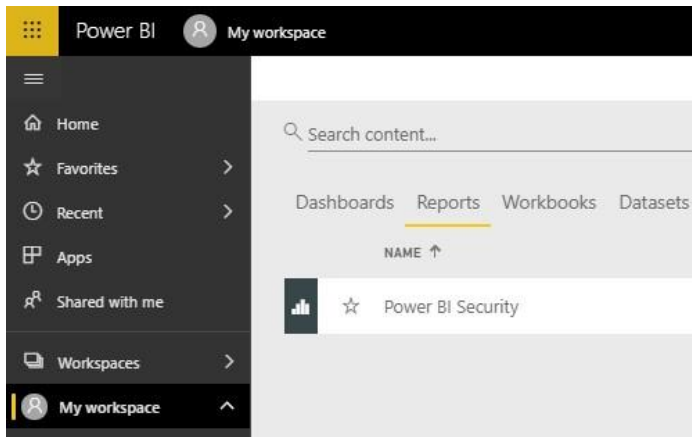 Power BI My workspace
Home
Search content...
Favorites
Recent
Dashboards Reports Workbooks Datasets
Apps
NAME ↑
Shared with me
Power BI Security
Workspaces
My workspace